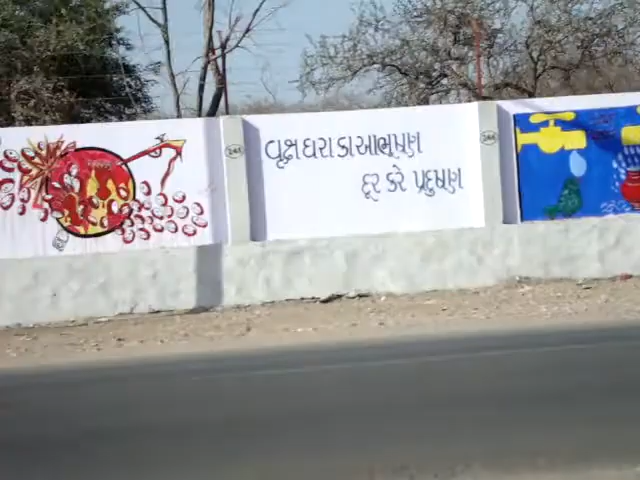 વૃક્ષ ધરા કા આભુષણ
દૂર કરે પ્રદુષણ